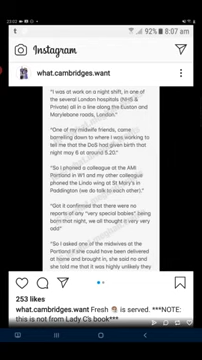 23:02
92% 8:07 am
Instagram
what.cambridges.want
"I was at work on a night shift, in one of
the several London hospitals (NHS &
Private) all in a line along the Euston and
Marylebone roads, London."
"One of my midwife friends, came
barreling down to where I was working to
tell me that the DoS had given birth that
night may 6 at around 5.20."
"So I phoned a colleague at the AMI
Portland in W1 and my other colleague
phoned the Lindo wing at St Mary's in
Paddington (we do talk to each other)."
"Got it confirmed that there were no
reports of any "very special babies" being
born that night, we all thought it very very
odd"
"So I asked one of the midwives at the
Portland if she could have been delivered
at home and brought in, she said no and
she told me that it was highly unlikely they
253 likes
what.cambridges.want Fresh is served. ***NOTE:
this is not from Lady C's book***